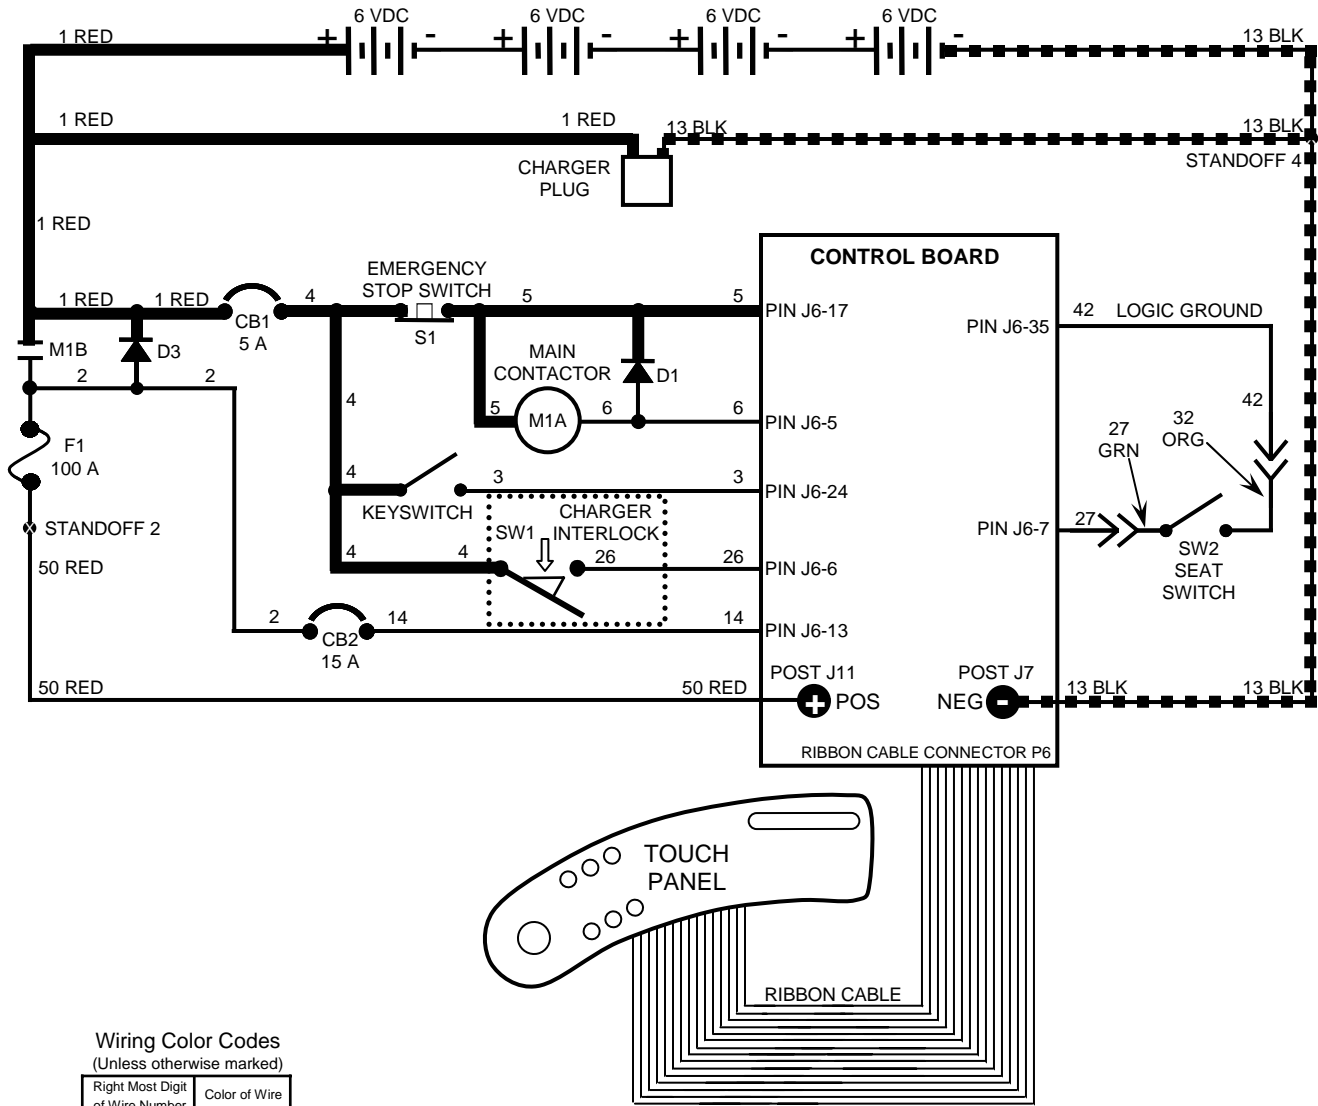 6 VDC 6 VDC 6 VDC 6 VDC
1 RED + - + - + - + - 13 BLK
1 RED 1 RED 13 BLK 13 BLK
CHARGER
PLUG
STANDOFF 4
1 RED
CONTROL BOARD
EMERGENCY
STOP SWITCH
1 RED 1 RED 4 5 5 PIN J6-17
CB1
5 A
S1
42 LOGIC GROUND
PIN J6-35
M1B D3
MAIN
CONTACTOR
D1
2 2
4 5 M1A 6 6 PIN J6-5
42
F1
100 A
27
GRN
32
ORG
4 3 3 PIN J6-24
KEYSWITCH
CHARGER
INTERLOCK
SW1
STANDOFF 2
PIN J6-7 27
SW2
SEAT
SWITCH
50 RED
4 4 26 26 PIN J6-6
2 14 14 PIN J6-13
CB2
15 A
POST J11 POST J7
50 RED 50 RED + POS NEG - 13 BLK 13 BLK
RIBBON CABLE CONNECTOR P6
TOUCH
PANEL
RIBBON CABLE
Wiring Color Codes
(Unless otherwise marked)
Right Most Digit
of Wire Number
Color of Wire